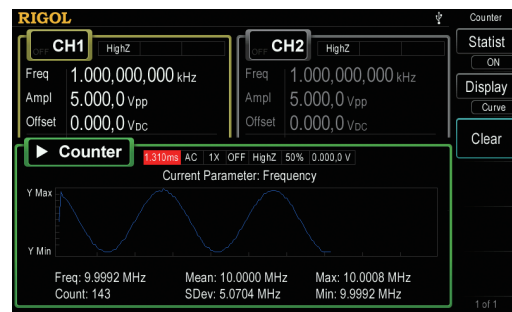 RIGOL
Counter
OFF CH1 HighZ
Freq 1.000,000,000 kHz
Ampl 5.000,0 Vpp
Offset 0.000,0 VDC
OFF CH2 HighZ
Freq 1.000,000,000 kHz
Ampl 5.000,0 Vpp
Offset 0.000,0 VDC
Statist
ON
Display
Curve
Clear
Counter 1.310ms AC 1X OFF HighZ 50% 0.000,0 V
Current Parameter: Frequency
Y Max
Y Min
Freq: 9.9992 MHz Mean: 10.0000 MHz Max: 10.0008 MHz
Count: 143 SDev: 5.0704 MHz Min: 9.9992 MHz
1 of 1